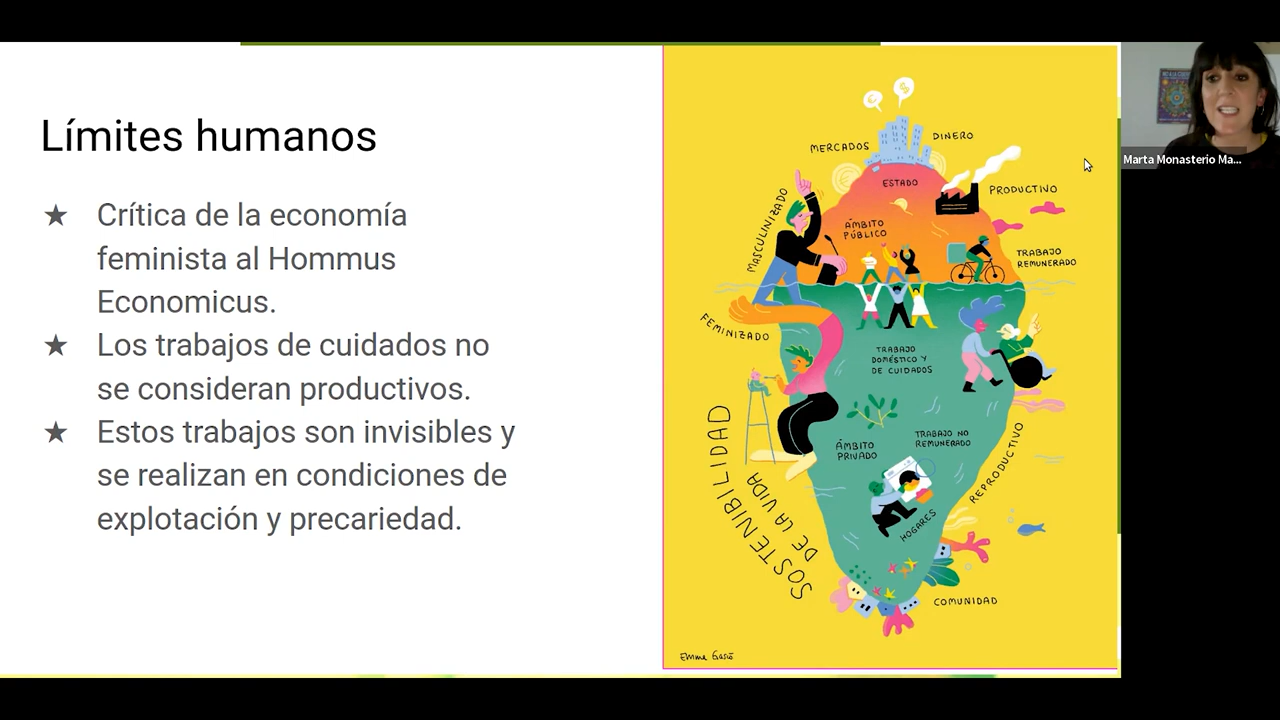 Límites humanos
★ Crítica de la economía
feminista al Hommus
Economicus.
★ Los trabajos de cuidados no
se consideran productivos.
★ Estos trabajos son invisibles y
se realizan en condiciones de
explotación y precariedad.
€ $
MERCADOS
DINERO
ESTADO
PRODUCTIVO
MASCULINIZADO
ÁMBITO
PÚBLICO
TRABAJO
REMUNERADO
FEMINIZADO
TRABAJO
DOMÉSTICO Y
DE CUIDADOS
ÁMBITO
PRIVADO
TRABAJO NO
REMUNERADO
REPRODUCTIVO
SOSTENIBILIDAD
DE LA VIDA
HOGARES
COMUNIDAD
Marta Monasterio Ma...